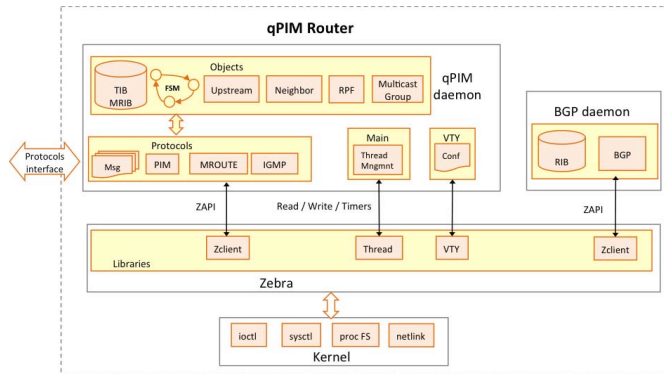 qPIM Router
Objects
qPIM
daemon
TIB
MRIB
FSM
Upstream
Neighbor
RPF
Multicast
Group
BGP daemon
RIB
BGP
Protocols
interface
Protocols
Msg
PIM
MROUTE
IGMP
Main
Thread
Mngmnt
VTY
Conf
ZAPI
Read / Write / Timers
ZAPI
Zclient
Thread
VTY
Zclient
Libraries
Zebra
ioctl
sysctl
proc FS
netlink
Kernel